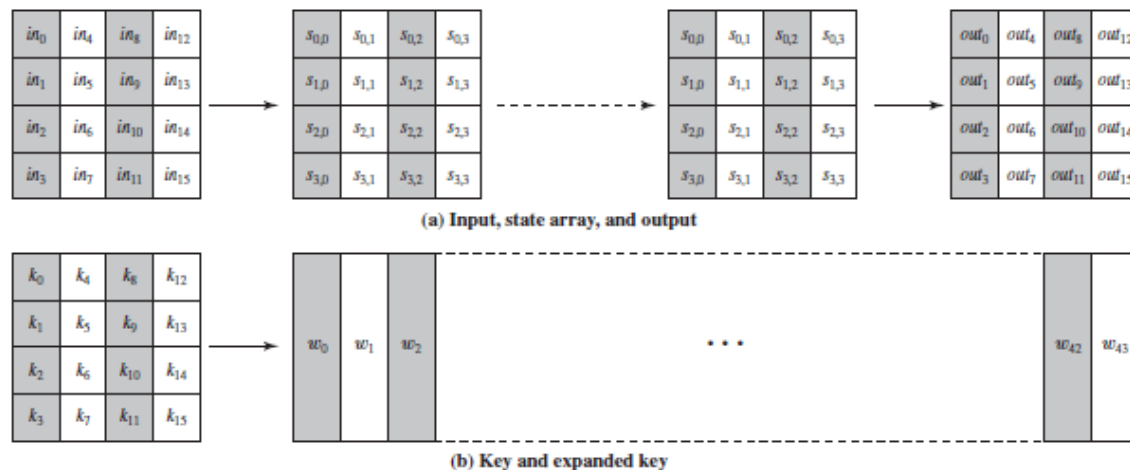 in₀ in₄ in₈ in₁₂ s₀,₀ s₀,₁ s₀,₂ s₀,₃ s₀,₀ s₀,₁ s₀,₂ s₀,₃ out₀ out₄ out₈ out₁₂
in₁ in₅ in₉ in₁₃ s₁,₀ s₁,₁ s₁,₂ s₁,₃ s₁,₀ s₁,₁ s₁,₂ s₁,₃ out₁ out₅ out₉ out₁₃
in₂ in₆ in₁₀ in₁₄ s₂,₀ s₂,₁ s₂,₂ s₂,₃ s₂,₀ s₂,₁ s₂,₂ s₂,₃ out₂ out₆ out₁₀ out₁₄
in₃ in₇ in₁₁ in₁₅ s₃,₀ s₃,₁ s₃,₂ s₃,₃ s₃,₀ s₃,₁ s₃,₂ s₃,₃ out₃ out₇ out₁₁ out₁₅
(a) Input, state array, and output
k₀ k₄ k₈ k₁₂
k₁ k₅ k₉ k₁₃
w₀ w₁ w₂ • • • w₄₂ w₄₃
k₂ k₆ k₁₀ k₁₄
k₃ k₇ k₁₁ k₁₅
(b) Key and expanded key